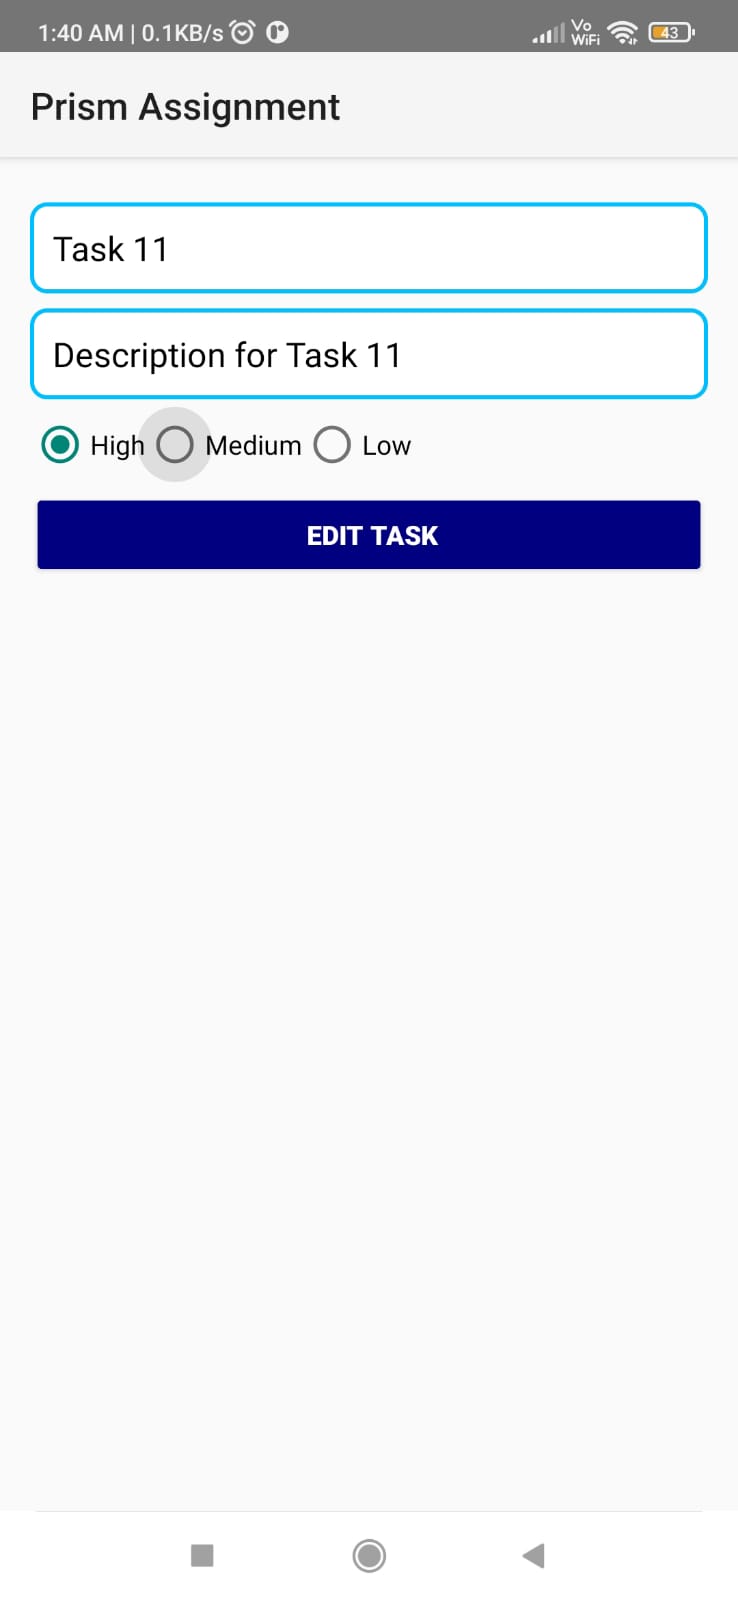 1:40 AM | 0.1KB/s Vo WiFi 43
Prism Assignment
Task 11
Description for Task 11
High Medium Low
EDIT TASK